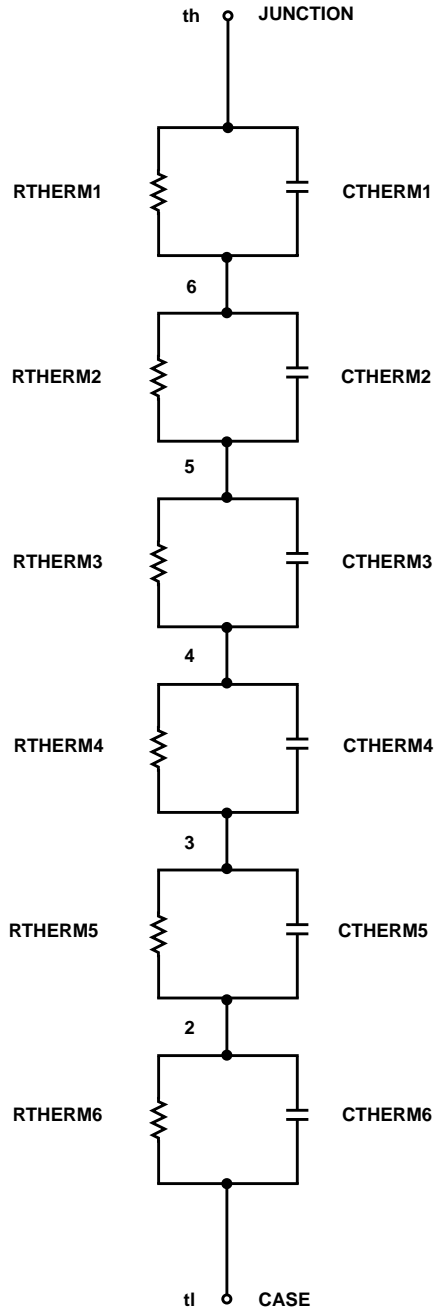 th JUNCTION
RTHERM1 CTHERM1
6
RTHERM2 CTHERM2
5
RTHERM3 CTHERM3
4
RTHERM4 CTHERM4
3
RTHERM5 CTHERM5
2
RTHERM6 CTHERM6
tl CASE